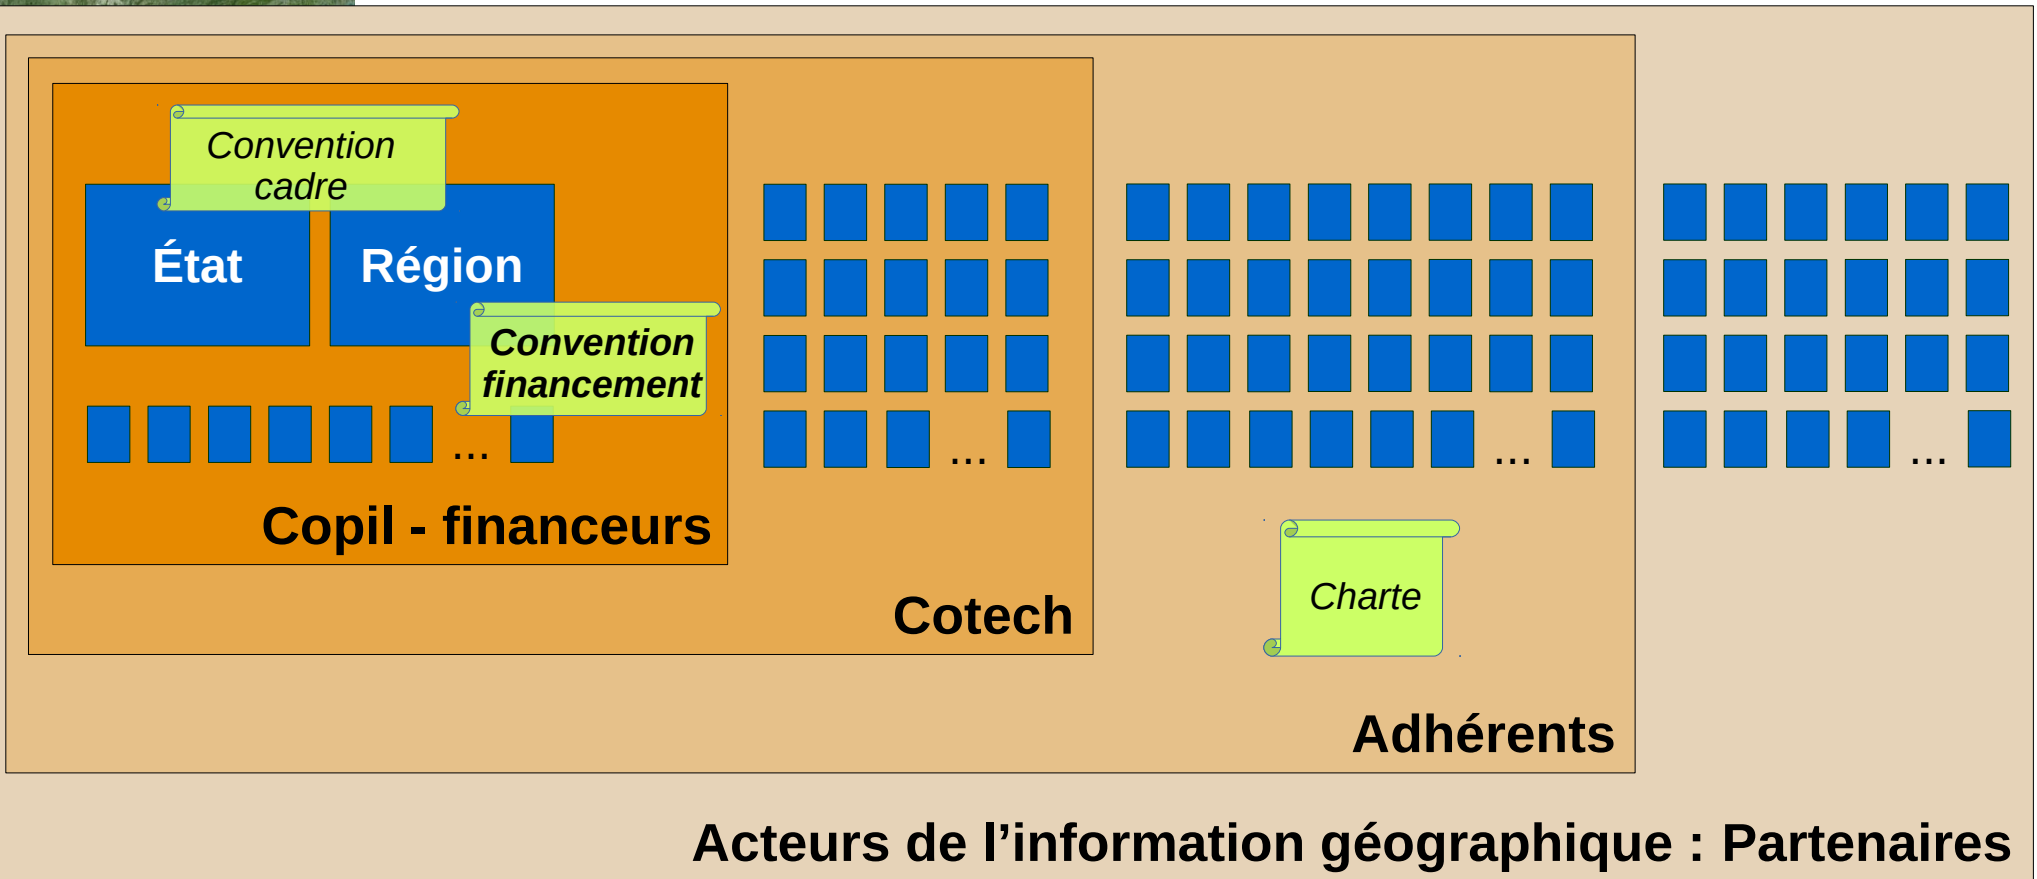 Convention
cadre
État
Région
Convention
financement
...
...
...
...
Copil - financeurs
Charte
Cotech
Adhérents
Acteurs de l’information géographique : Partenaires